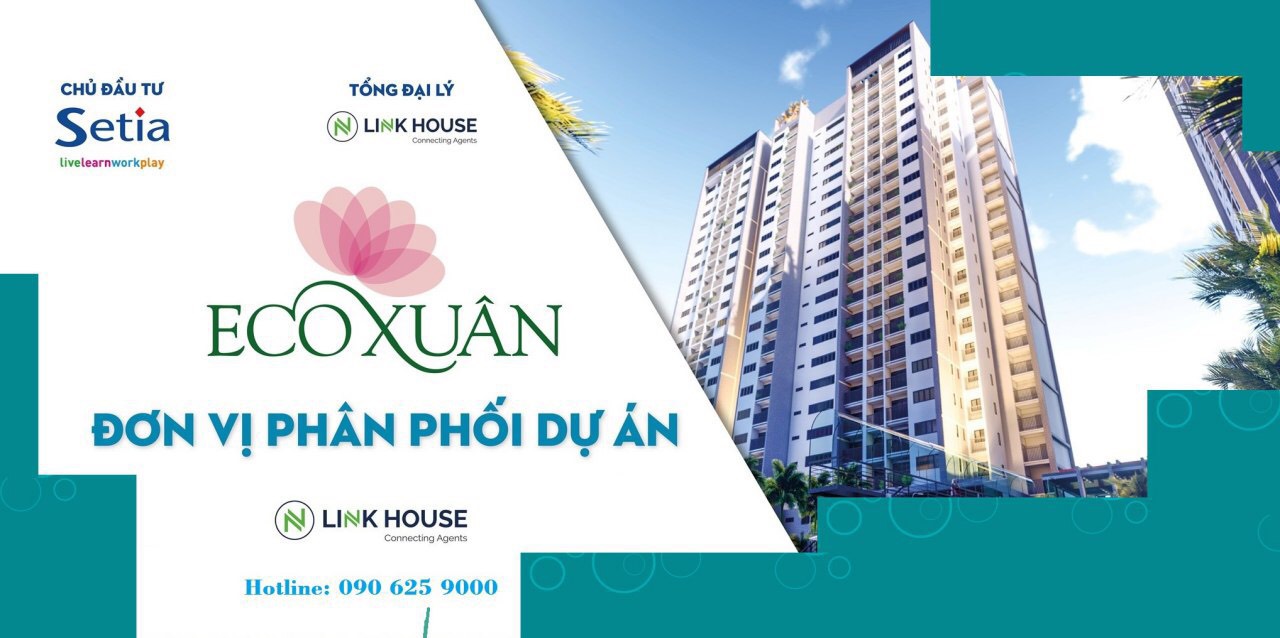 CHỦ ĐẦU TƯ
Setia
livelearnworkplay
TỔNG ĐẠI LÝ
LINK HOUSE
Connecting Agents
ECOXUÂN
ĐƠN VỊ PHÂN PHỐI DỰ ÁN
LINK HOUSE
Connecting Agents
Hotline: 090 625 9000